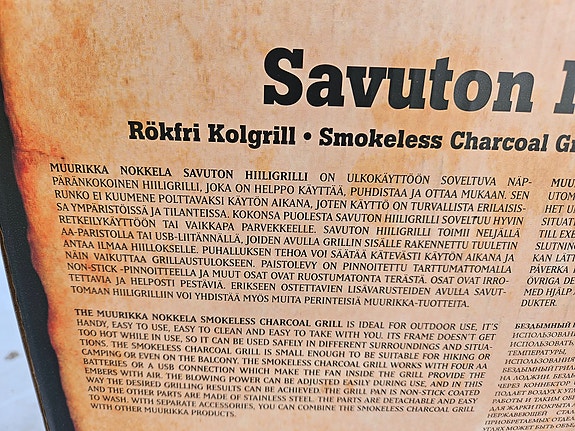 Savuton
Rökfri Kolgrill • Smokeless Charcoal
MUURIKKA NOKKELA SAVUTON HIILIGRILLI ON ULKOKÄYTTÖÖN SOVELTUVA NÄP-
PÄRÄNKOKOINEN HIILIGRILLI, JOKA ON HELPPO KÄYTTÄÄ, PUHDISTAA JA OTTAA MUKAAN. SEN
RUNKO EI KUUMENE POLTTAVAKSI KÄYTÖN AIKANA, JOTEN KÄYTTÖ ON TURVALLISTA ERILAISIS-
SA YMPÄRISTÖISSÄ JA TILANTEISSA. KOKONSA PUOLESTA SAVUTON HIILIGRILLI SOVELTUU HYVIN
RETKEILYKÄYTTÖÖN TAI VAIKKAPA PARVEKKEELLE. SAVUTON HIILIGRILLI TOIMII NELJÄLLÄ
AA-PARISTOLLA TAI USB-LIITÄNNÄLLÄ, JOIDEN AVULLA GRILLIN SISÄLLE RAKENNETTU TUULETIN
ANTAA ILMAA HIILLOKSELLE. PUHALLUKSEN TEHOA VOI SÄÄTÄÄ KÄTEVÄSTI KÄYTÖN AIKANA JA
NÄIN VAIKUTTAA GRILLAUSTULOKSEEN. PAISTOLEVY ON PINNOITETTU TARTTUMATTOMALLA
NON-STICK -PINNOITTEELLA JA MUUT OSAT OVAT RUOSTUMATONTA TERÄSTÄ. OSAT OVAT IRRO-
TETTAVIA JA HELPOSTI PESTÄVIÄ. ERIKSEEN OSTETTAVIEN LISÄVARUSTEIDEN AVULLA SAVUT-
TOMAAN HIILIGRILLIIN VOI YHDISTÄÄ MYÖS MUITA PERINTEISIÄ MUURIKKA-TUOTTEITA.
THE MUURIKKA NOKKELA SMOKELESS CHARCOAL GRILL IS IDEAL FOR OUTDOOR USE, IT'S
HANDY, EASY TO USE, EASY TO CLEAN AND EASY TO TAKE WITH YOU. ITS FRAME DOESN'T GET
TOO HOT WHILE IN USE, SO IT CAN BE USED SAFELY IN DIFFERENT SURROUNDINGS AND SITUA-
TIONS. THE SMOKELESS CHARCOAL GRILL IS SMALL ENOUGH TO BE SUITABLE FOR HIKING OR
CAMPING OR EVEN ON THE BALCONY. THE SMOKELESS CHARCOAL GRILL WORKS WITH FOUR AA
BATTERIES OR A USB CONNECTION WHICH MAKE THE FAN INSIDE THE GRILL PROVIDE THE
EMBERS WITH AIR. THE BLOWING POWER CAN BE ADJUSTED EASILY DURING USE, AND IN THIS
WAY THE DESIRED GRILLING RESULTS CAN BE ACHIEVED. THE GRILL PAN IS NON-STICK COATED
AND THE OTHER PARTS ARE MADE OF STAINLESS STEEL. THE PARTS ARE DETACHABLE AND EASY
TO WASH. WITH SEPARATE ACCESSORIES, YOU CAN COMBINE THE SMOKELESS CHARCOAL GRILL
WITH OTHER MUURIKKA PRODUCTS.
DUKTER.
БЕЗДЫМНЫЙ
ИСПОЛЬЗОВАНИЯ
ИСПОЛЬЗОВАТЬ,
ТЕМПЕРАТУРЫ,
ИСПОЛЬЗОВАНИЯ